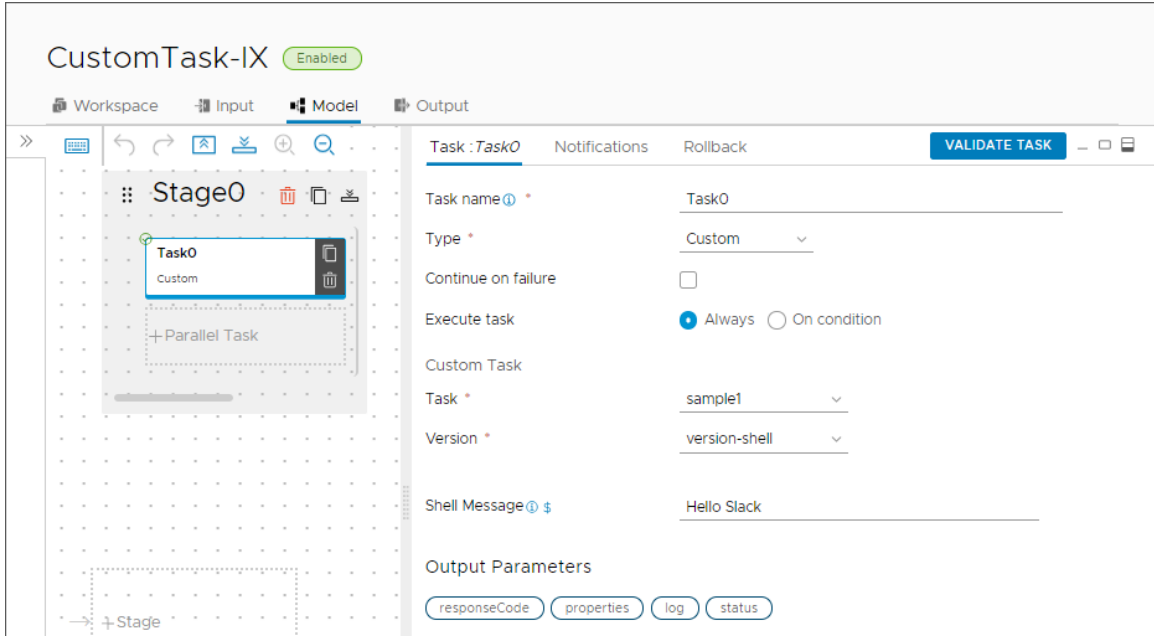 CustomTask-IX Enabled
Workspace Input Model Output
Task :Task0 Notifications Rollback VALIDATE TASK
Stage0
Task0
Custom
+Parallel Task
+Stage
Task name *
Task0
Type *
Custom
Continue on failure
Execute task
Always On condition
Custom Task
Task *
sample1
Version *
version-shell
Shell Message $
Hello Slack
Output Parameters
responseCode properties log status